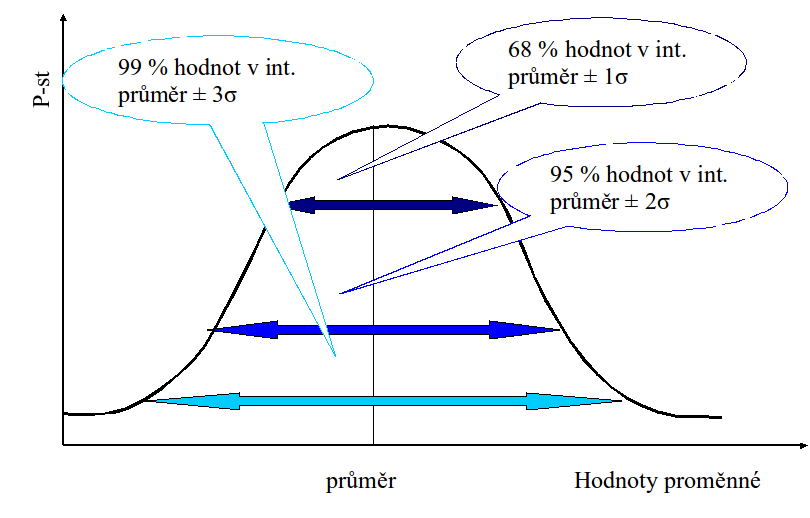 99 % hodnot v int.
průměr ± 3σ
68 % hodnot v int.
průměr ± 1σ
P-st
95 % hodnot v int.
průměr ± 2σ
průměr
Hodnoty proměnné